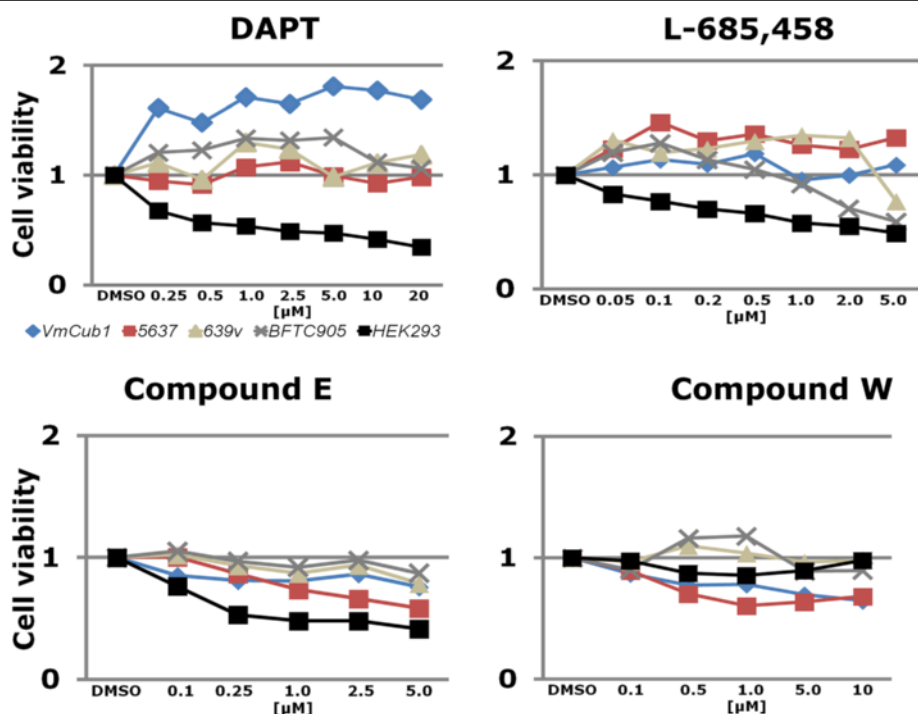 DAPT
L-685,458
2
1
0
Cell viability
DMSO 0.25 0.5 1.0 2.5 5.0 10 20
[µM]
2
1
0
DMSO 0.05 0.1 0.2 0.5 1.0 2.0 5.0
[µM]
VmCub1 5637 639v BFTC905 HEK293
Compound E
Compound W
2
1
0
Cell viability
DMSO 0.1 0.25 1.0 2.5 5.0
[µM]
2
1
0
DMSO 0.1 0.5 1.0 5.0 10
[µM]